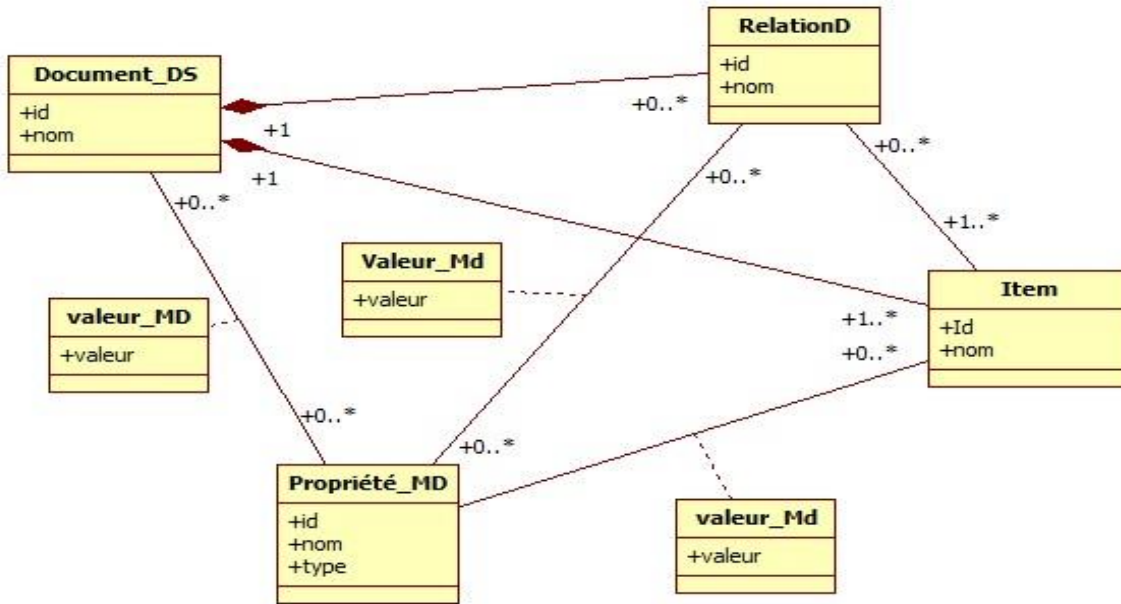 RelationD
+id
+nom
Document_DS
+id
+nom
+0..*
+1
+1
+0..*
+0..*
+0..*
+1..*
Valeur_Md
+valeur
valeur_MD
+valeur
Item
+Id
+nom
+1..*
+0..*
+0..*
+0..*
Propriété_MD
+id
+nom
+type
valeur_Md
+valeur